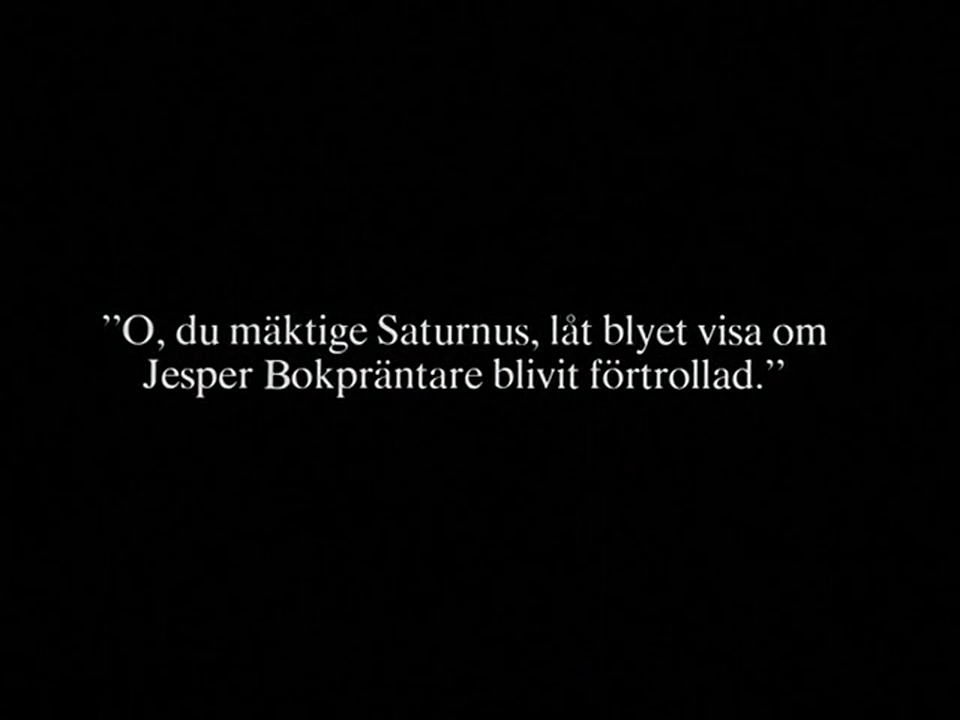 ”O, du mäktige Saturnus, låt blyet visa om
Jesper Bokpräntare blivit förtrollad.”